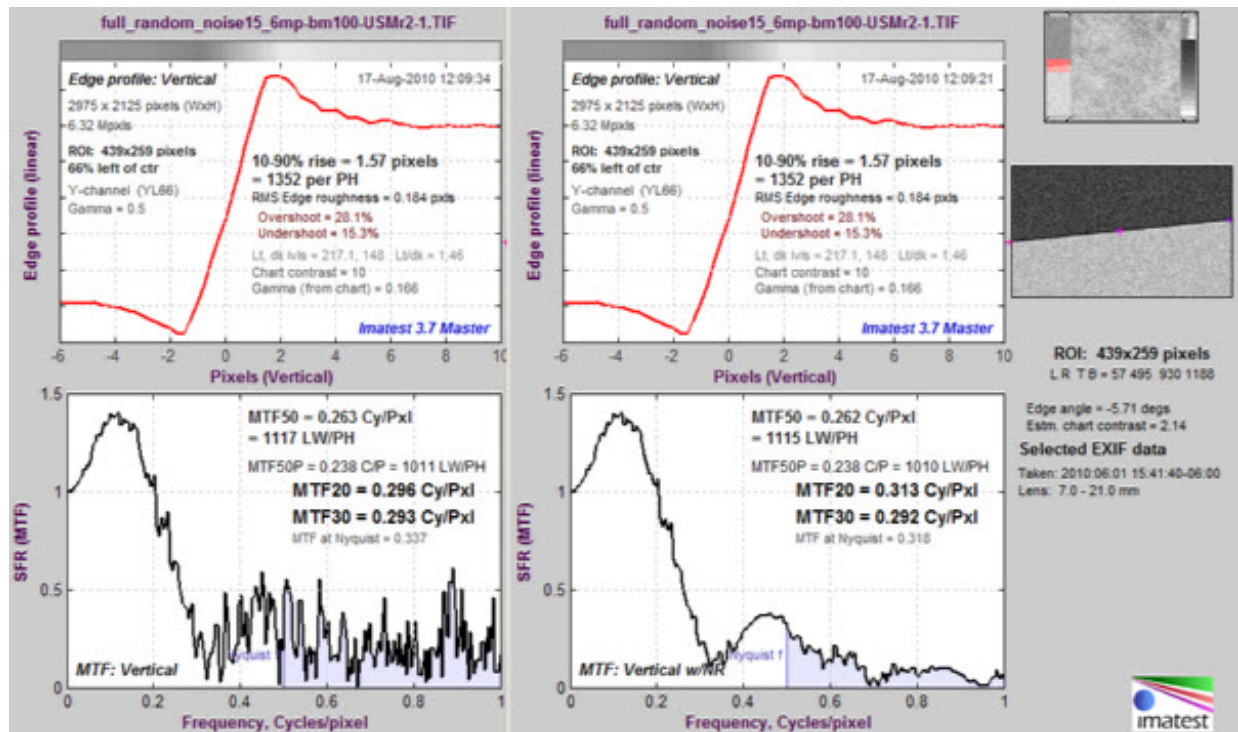 full_random_noise15_6mp-bm100-USMr2-1.TIF
Edge profile: Vertical
17-Aug-2010 12:09:34
2975 x 2125 pixels (WxH)
6.32 Mpxls
ROI: 439x259 pixels
66% left of ctr
Y-channel (YL66)
Gamma = 0.5
10-90% rise = 1.57 pixels
= 1352 per PH
RMS Edge roughness = 0.184 pxls
Overshoot = 28.1%
Undershoot = 15.3%
Lt, dk lvls = 217.1, 148 ; Lt/dk = 1.46
Chart contrast = 10
Gamma (from chart) = 0.166
Imatest 3.7 Master
Edge profile (linear)
-6 -4 -2 0 2 4 6 8 10
Pixels (Vertical)
MTF50 = 0.263 Cy/Pxl
= 1117 LW/PH
MTF50P = 0.238 C/P = 1011 LW/PH
MTF20 = 0.296 Cy/Pxl
MTF30 = 0.293 Cy/Pxl
MTF at Nyquist = 0.337
1.5
1
0.5
0
SFR (MTF)
Nyquist f
MTF: Vertical
0 0.2 0.4 0.6 0.8 1
Frequency, Cycles/pixel
full_random_noise15_6mp-bm100-USMr2-1.TIF
Edge profile: Vertical
17-Aug-2010 12:09:21
2975 x 2125 pixels (WxH)
6.32 Mpxls
ROI: 439x259 pixels
66% left of ctr
Y-channel (YL66)
Gamma = 0.5
10-90% rise = 1.57 pixels
= 1352 per PH
RMS Edge roughness = 0.184 pxls
Overshoot = 28.1%
Undershoot = 15.3%
Lt, dk lvls = 217.1, 148 ; Lt/dk = 1.46
Chart contrast = 10
Gamma (from chart) = 0.166
Imatest 3.7 Master
Edge profile (linear)
-6 -4 -2 0 2 4 6 8 10
Pixels (Vertical)
MTF50 = 0.262 Cy/Pxl
= 1115 LW/PH
MTF50P = 0.238 C/P = 1010 LW/PH
MTF20 = 0.313 Cy/Pxl
MTF30 = 0.292 Cy/Pxl
MTF at Nyquist = 0.318
1.5
1
0.5
0
SFR (MTF)
Nyquist f
MTF: Vertical w/NR
0 0.2 0.4 0.6 0.8 1
Frequency, Cycles/pixel
ROI: 439x259 pixels
L R T B = 57 495 930 1188
Edge angle = -5.71 degs
Estm. chart contrast = 2.14
Selected EXIF data
Taken: 2010:06:01 15:41:40-06:00
Lens: 7.0 - 21.0 mm
imatest